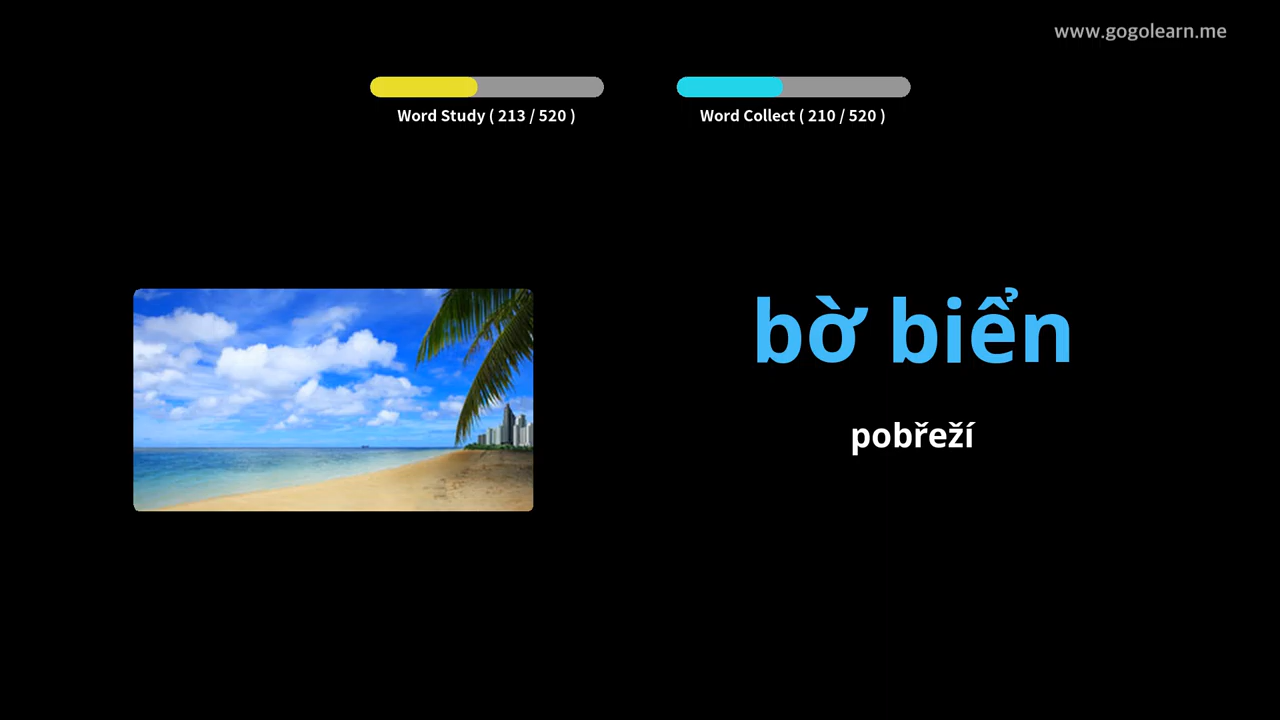 www.gogolearn.me
Word Study ( 213 / 520 )
Word Collect ( 210 / 520 )
bờ biển
pobřeží